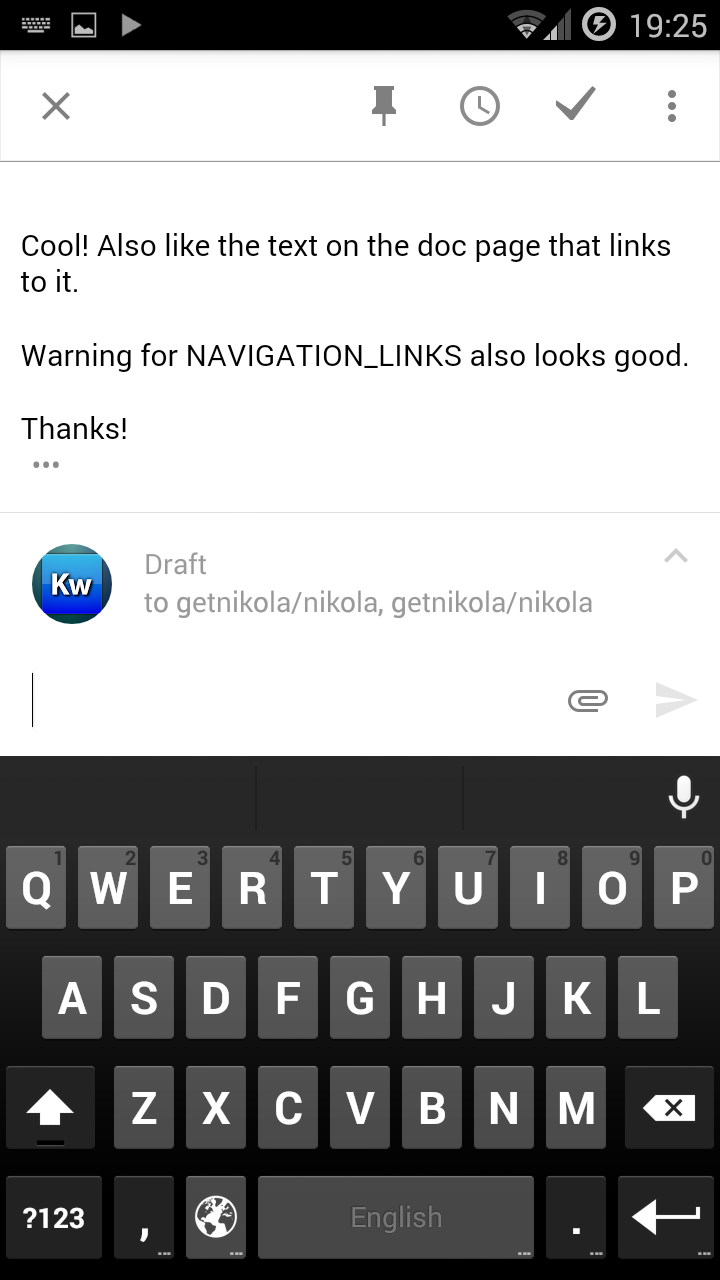 19:25
Cool! Also like the text on the doc page that links
to it.
Warning for NAVIGATION_LINKS also looks good.
Thanks!
•••
Kw
Draft
to getnikola/nikola, getnikola/nikola
1 2 3 4 5 6 7 8 9 0
Q W E R T Y U I O P
A S D F G H J K L
Z X C V B N M
?123 , English .